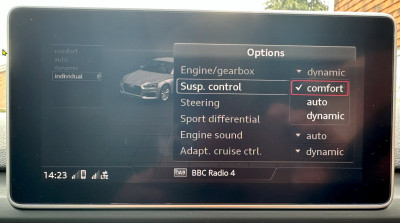 comfort
auto
dynamic
individual
Options
Engine/gearbox dynamic
Susp. control comfort
Steering auto
Sport differential dynamic
Engine sound auto
Adapt. cruise ctrl. dynamic
14:23 LTE BBC Radio 4